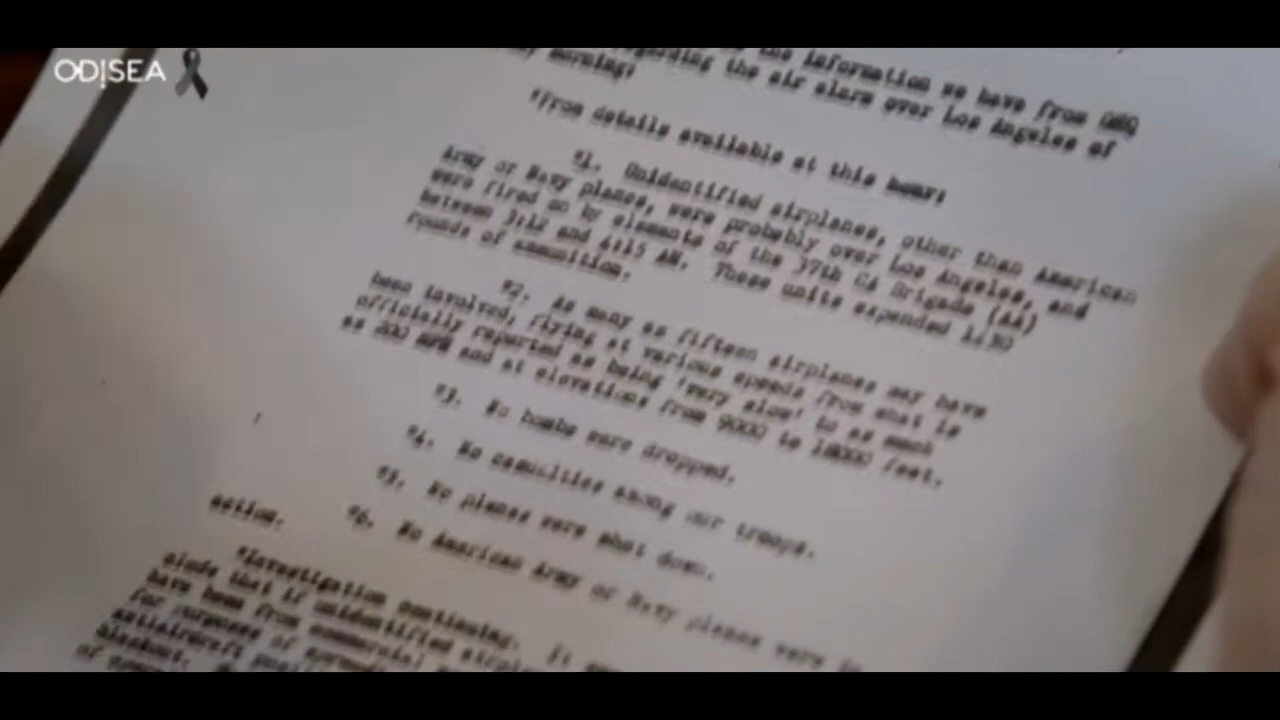 ODISEA
the information we have from GHQ
regarding the air alarm over Los Angeles of
morning:
"From details available at this hour:
"1. Unidentified airplanes, other than American
Army or Navy planes, were probably over Los Angeles, and
were fired on by elements of the 37th CA Brigade (AA)
between 3:12 and 4:15 AM. These units expended 1430
rounds of ammunition.
"2. As many as fifteen airplanes may have
been involved, flying at various speeds from what is
officially reported as being 'very slow' to as much
as 200 MPH and at elevations from 9000 to 18000 feet.
"3. No bombs were dropped.
"4. No casualties among our troops.
"5. No planes were shot down.
"6. No American Army or Navy planes were in
action.
"Investigation continuing. It
clude that if unidentified
have been from commercial
for purposes of
antiaircraft
blackout.
of